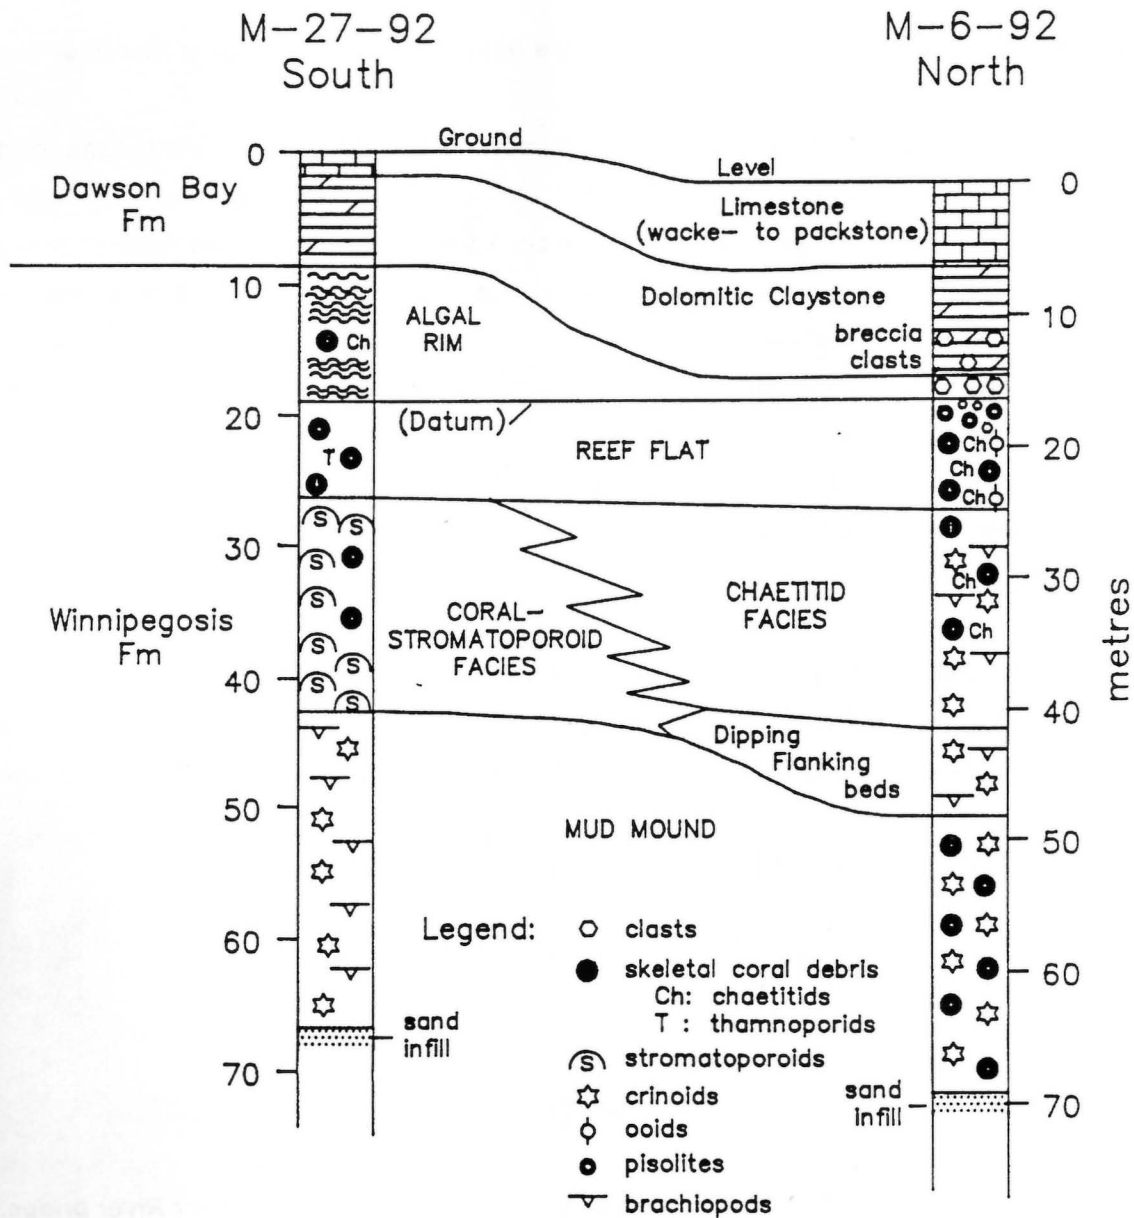 M-27-92
South
M-6-92
North
Ground
Level
0
10
20
30
40
50
60
70
Dawson Bay
Fm
Winnipegosis
Fm
Limestone
(wacke- to packstone)
Dolomitic Claystone
breccia
clasts
ALGAL
RIM
Ch
(Datum)
REEF FLAT
T
Ch
Ch
Ch
S
S
S
S
S
S
S
S
CORAL-
STROMATOPOROID
FACIES
CHAETITID
FACIES
Ch
Ch
Dipping
Flanking
beds
MUD MOUND
sand
infill
sand
infill
0
10
20
30
40
50
60
70
metres
Legend:
clasts
skeletal coral debris
Ch: chaetitids
T : thamnoporids
S
stromatoporoids
crinoids
ooids
pisolites
brachiopods